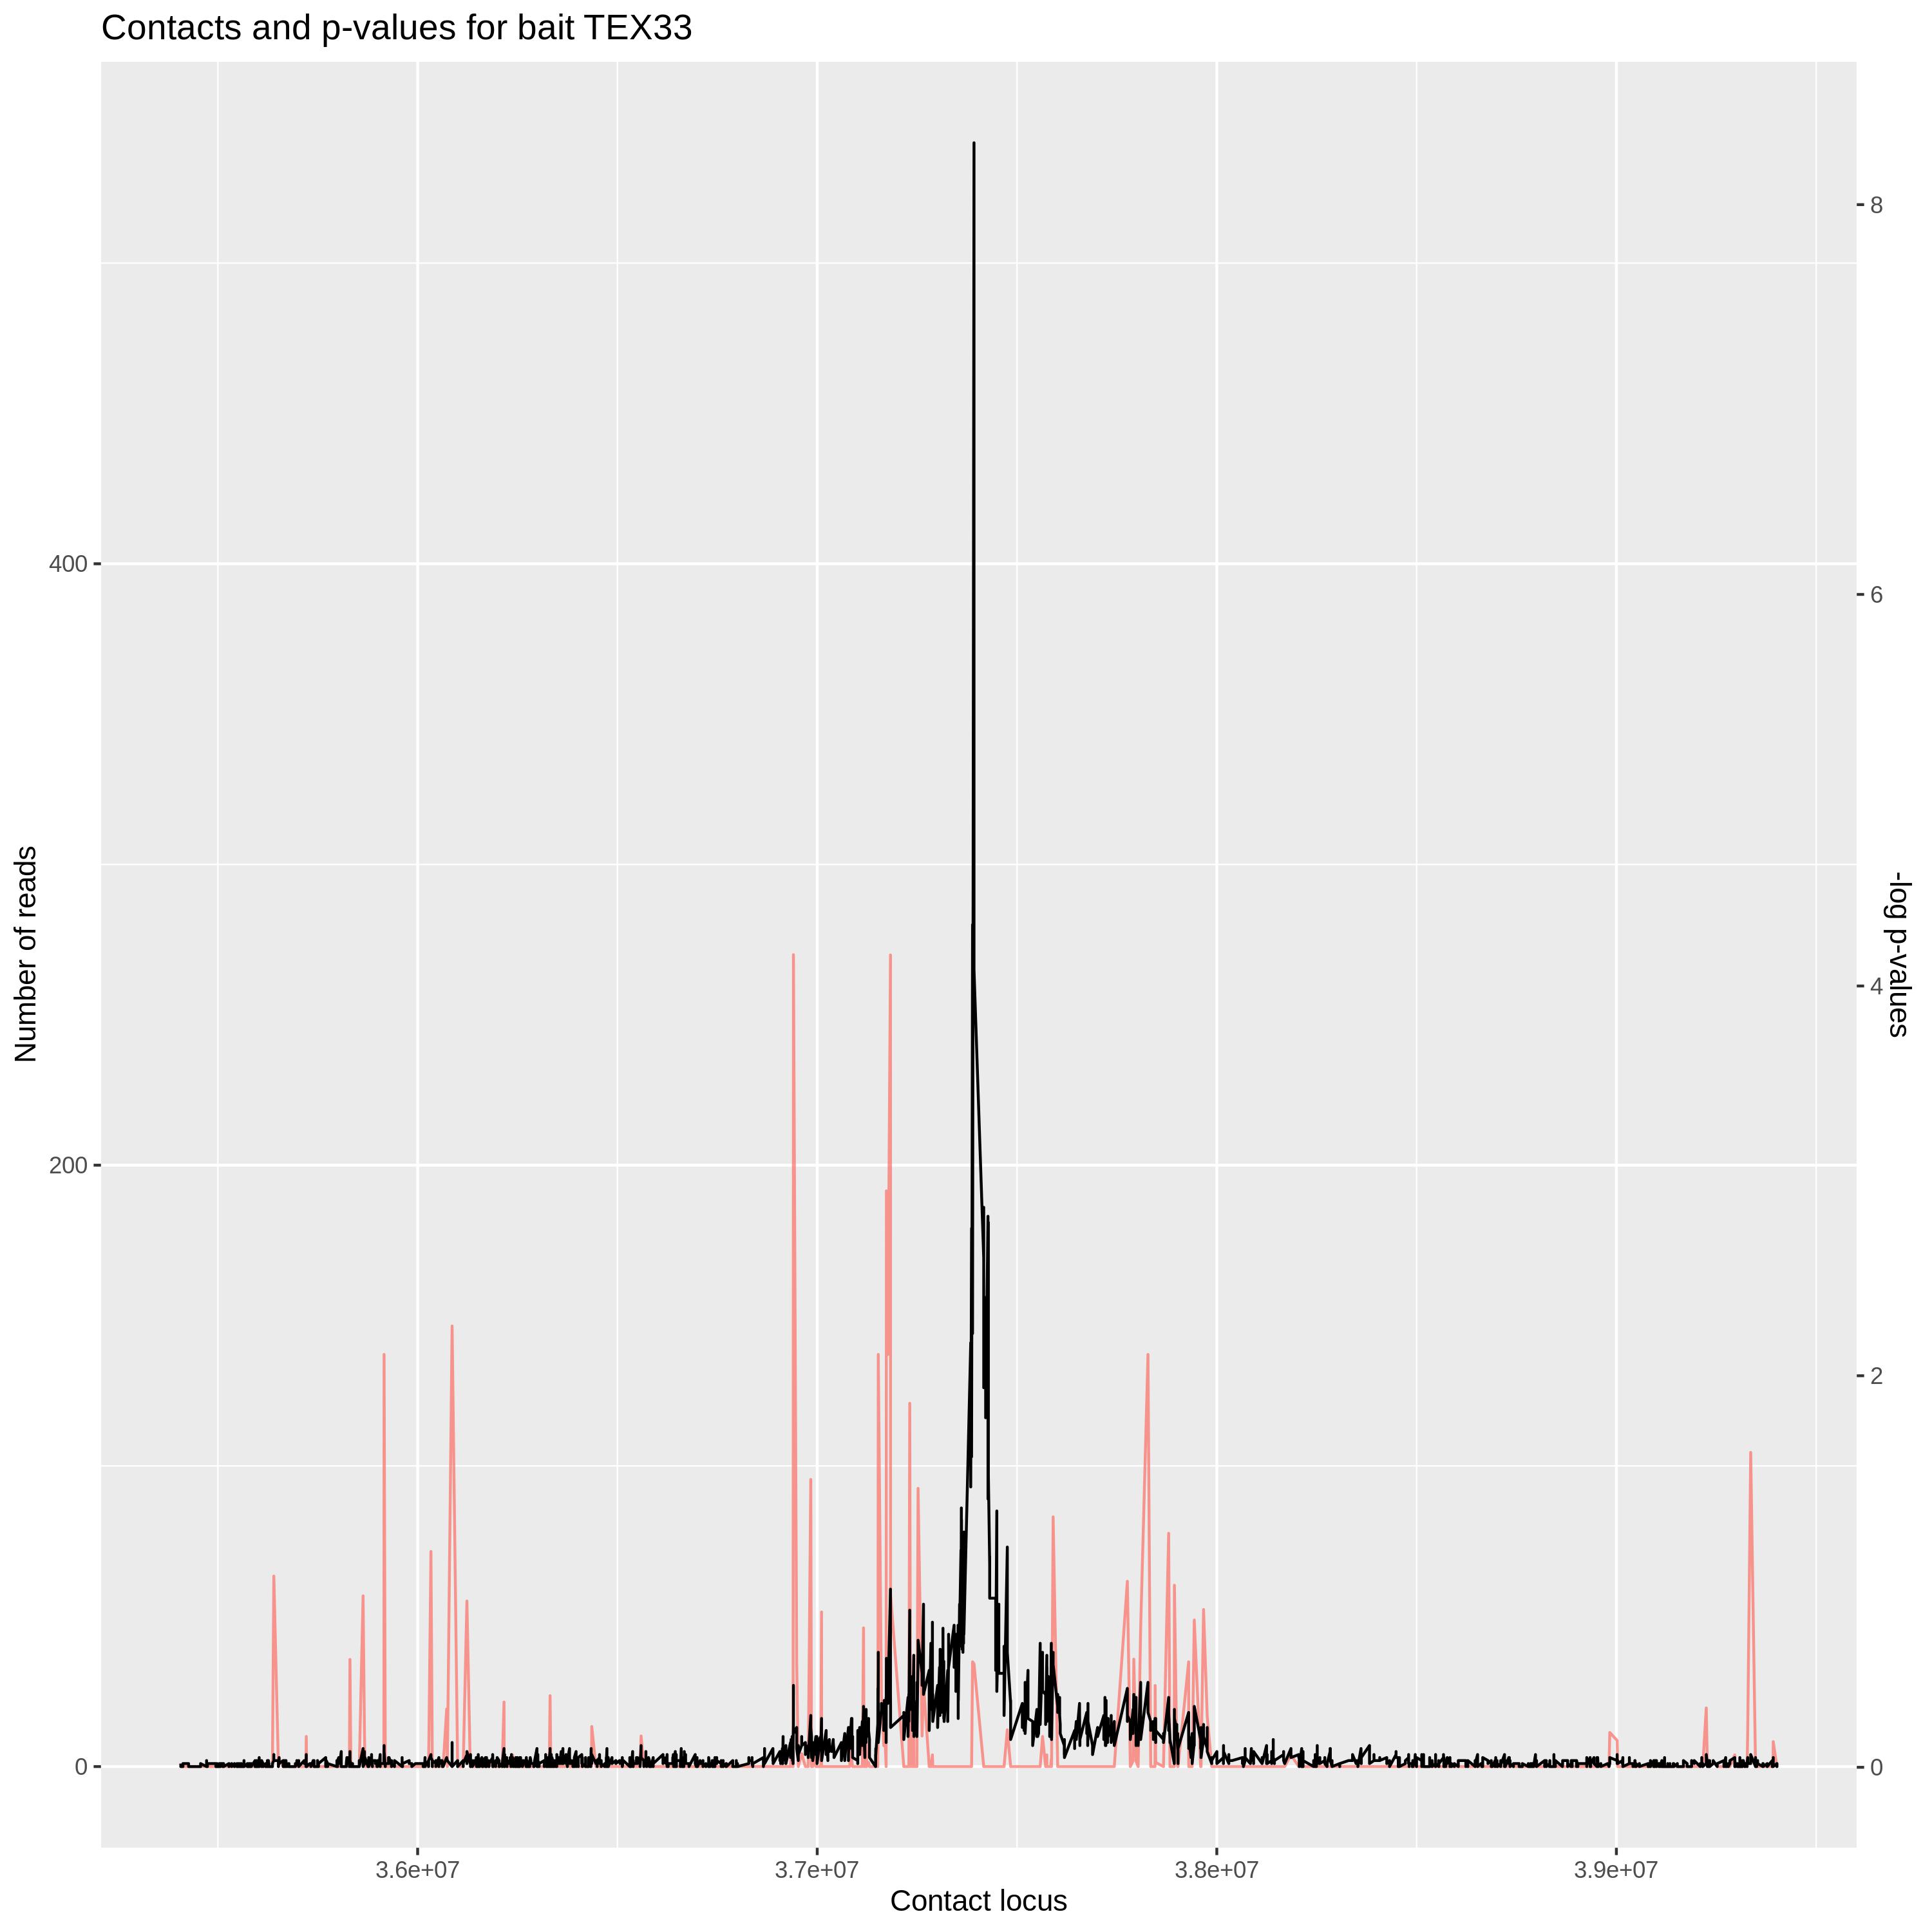 Contacts and p-values for bait TEX33
8
400
6
Number of reads
-log p-values
4
200
2
0
0
3.6e+07
3.7e+07
3.8e+07
3.9e+07
Contact locus